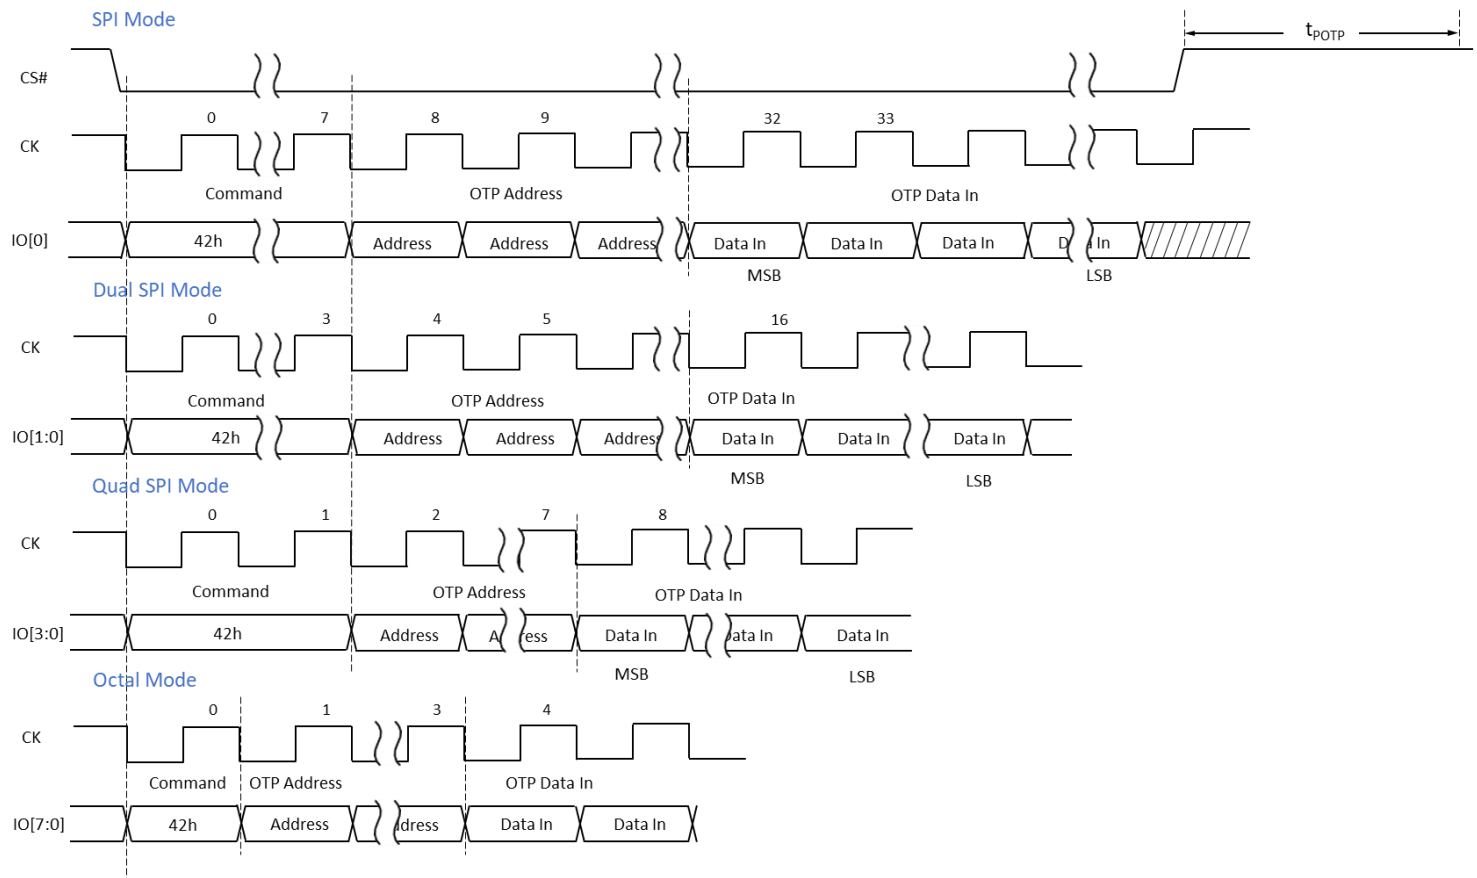 SPI Mode
tPOTP
CS#
0 7 8 9 32 33
CK
Command OTP Address OTP Data In
IO[0] 42h Address Address Address Data In Data In Data In In
MSB LSB
Dual SPI Mode
0 3 4 5 16
CK
Command OTP Address OTP Data In
IO[1:0] 42h Address Address Address Data In Data In Data In
MSB LSB
Quad SPI Mode
0 1 2 7 8
CK
Command OTP Address OTP Data In
IO[3:0] 42h Address Data In Data In Data In
MSB LSB
Octal Mode
0 1 3 4
CK
Command OTP Address OTP Data In
IO[7:0] 42h Address Data In Data In